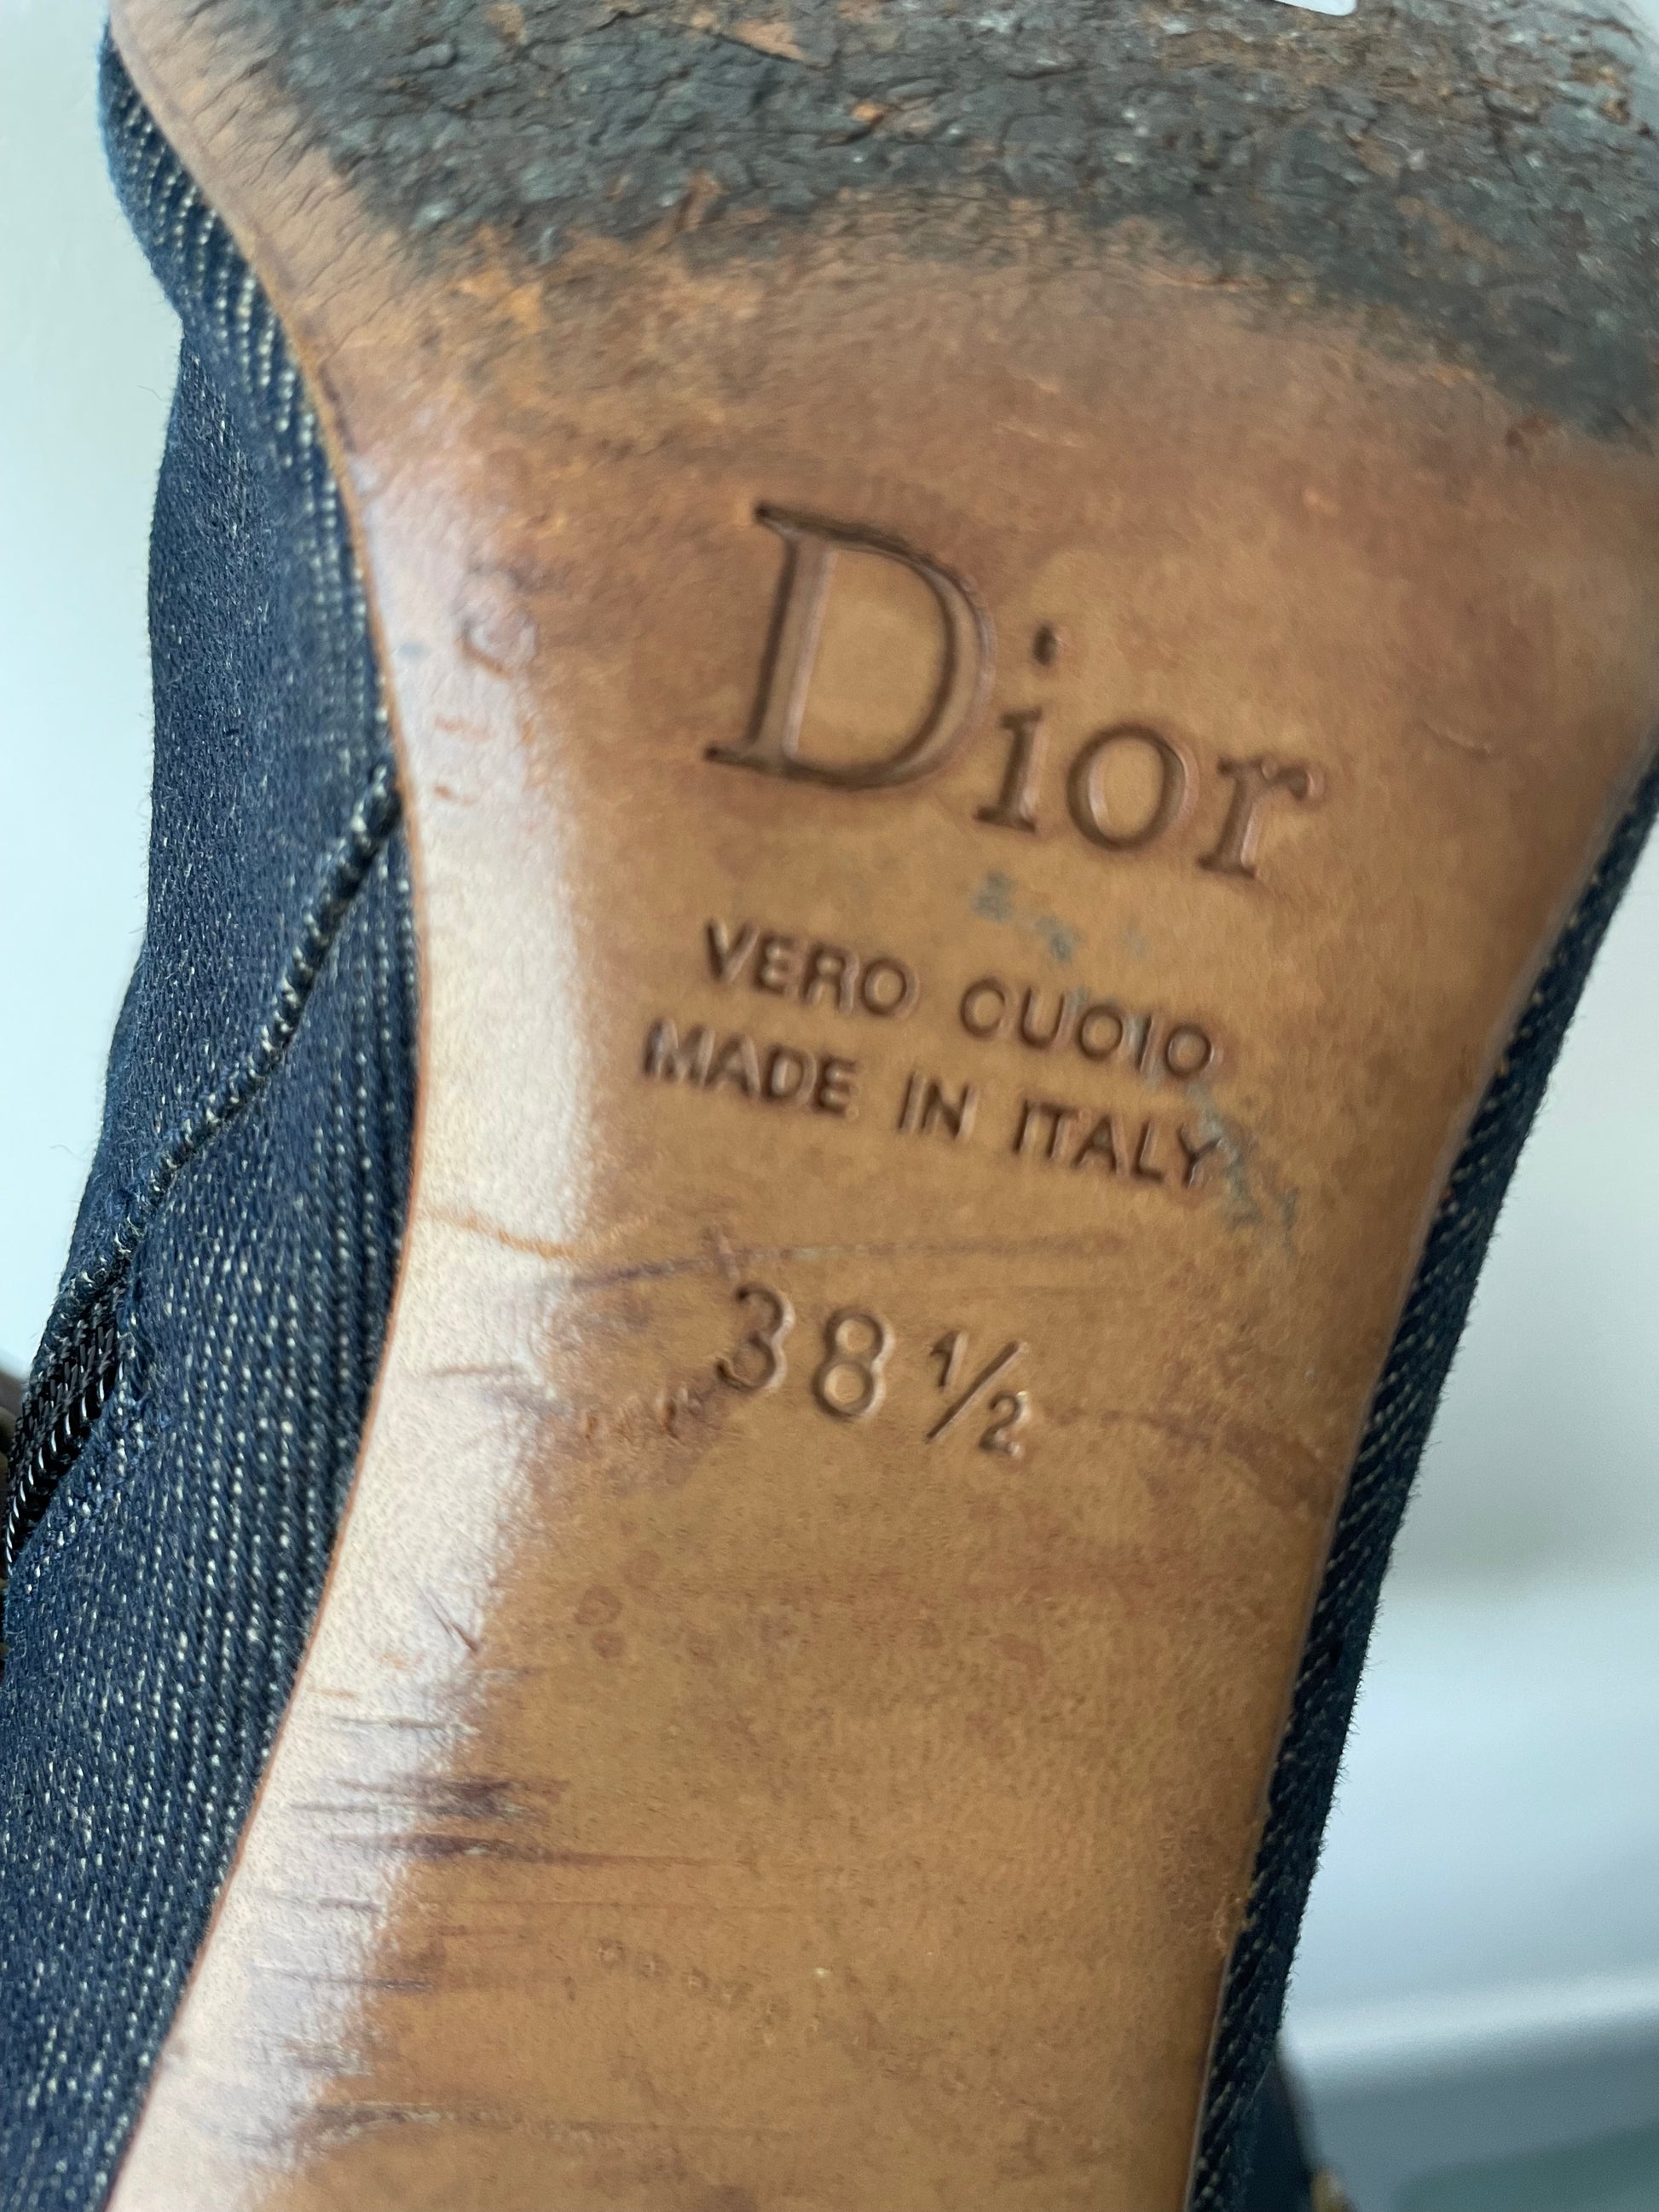 Dior
VERO CUOIO
MADE IN ITALY
38 ½